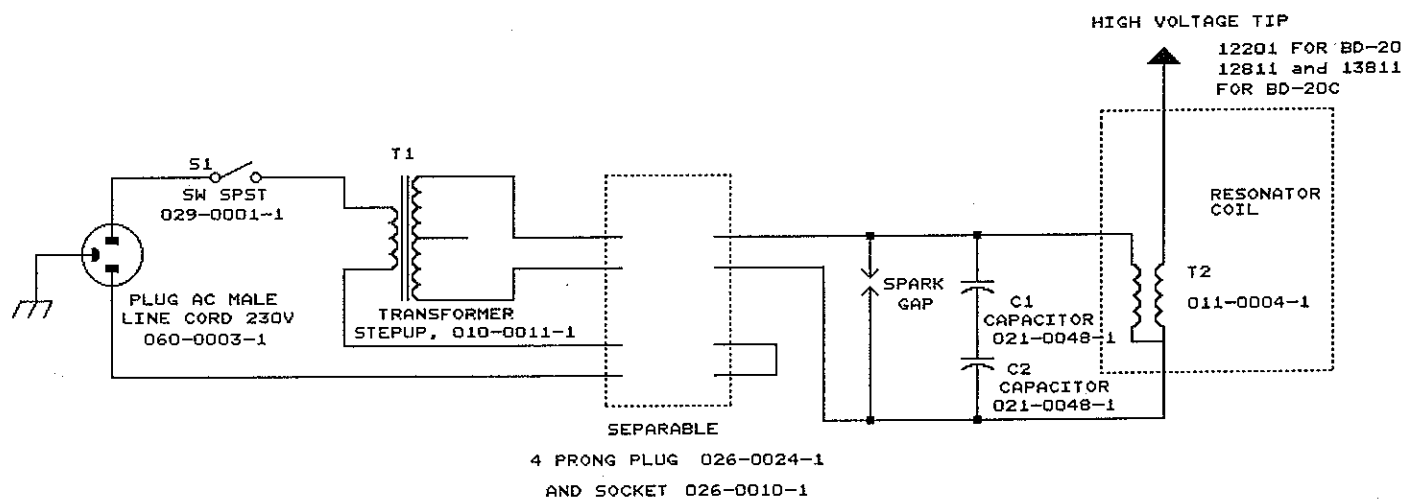 HIGH VOLTAGE TIP
12201 FOR BD-20
12811 and 13811
FOR BD-20C
S1
SW SPST
029-0001-1
T1
RESONATOR
COIL
PLUG AC MALE
LINE CORD 230V
060-0003-1
TRANSFORMER
STEPUP, 010-0011-1
SPARK
GAP
C1
CAPACITOR
021-0048-1
T2
011-0004-1
C2
CAPACITOR
021-0048-1
SEPARABLE
4 PRONG PLUG 026-0024-1
AND SOCKET 026-0010-1